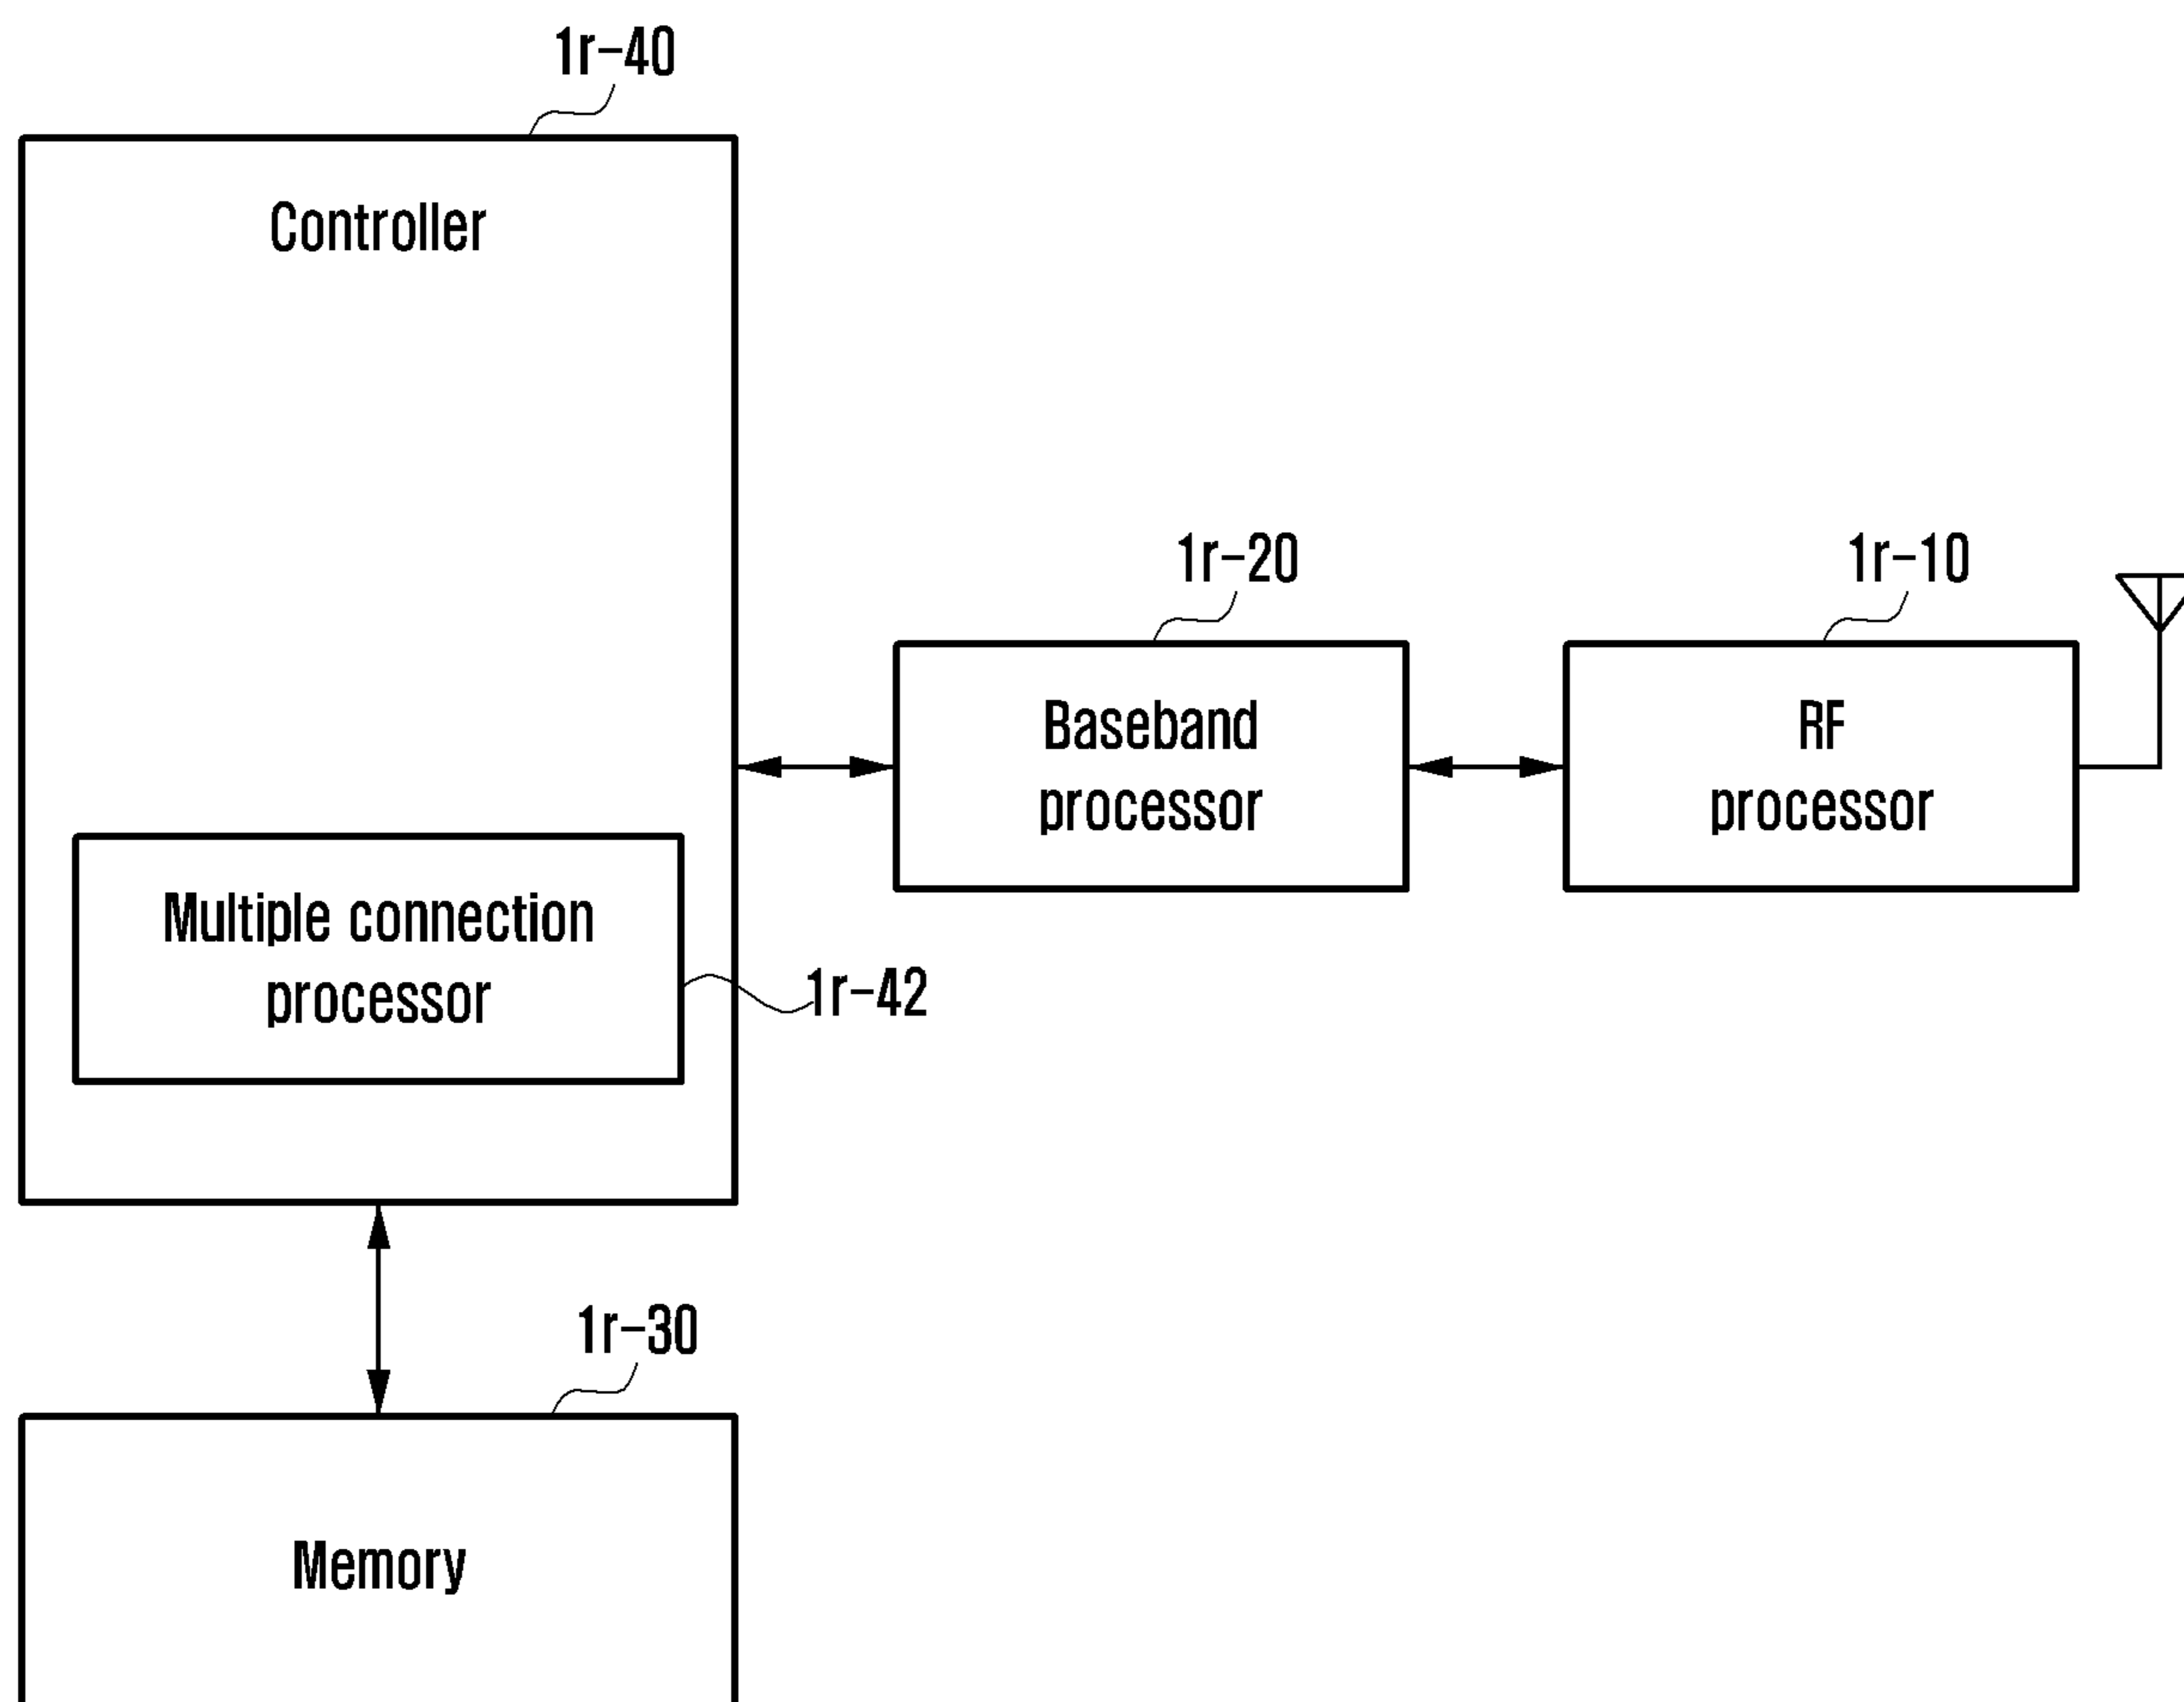 1r-40
Controller
1r-20
1r-10
Baseband
processor
RF
processor
Multiple connection
processor
1r-42
1r-30
Memory